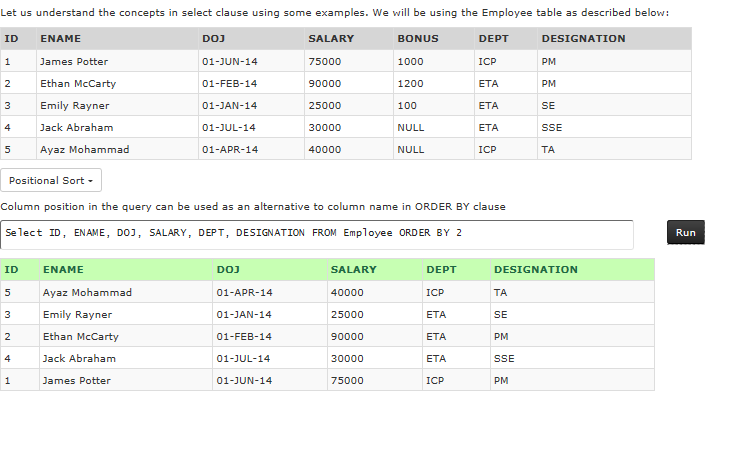 Let us understand the concepts in select clause using some examples. We will be using the Employee table as described below:
ID ENAME DOJ SALARY BONUS DEPT DESIGNATION
1 James Potter 01-JUN-14 75000 1000 ICP PM
2 Ethan McCarty 01-FEB-14 90000 1200 ETA PM
3 Emily Rayner 01-JAN-14 25000 100 ETA SE
4 Jack Abraham 01-JUL-14 30000 NULL ETA SSE
5 Ayaz Mohammad 01-APR-14 40000 NULL ICP TA
Positional Sort
Column position in the query can be used as an alternative to column name in ORDER BY clause
Select ID, ENAME, DOJ, SALARY, DEPT, DESIGNATION FROM Employee ORDER BY 2
Run
ID ENAME DOJ SALARY DEPT DESIGNATION
5 Ayaz Mohammad 01-APR-14 40000 ICP TA
3 Emily Rayner 01-JAN-14 25000 ETA SE
2 Ethan McCarty 01-FEB-14 90000 ETA PM
4 Jack Abraham 01-JUL-14 30000 ETA SSE
1 James Potter 01-JUN-14 75000 ICP PM